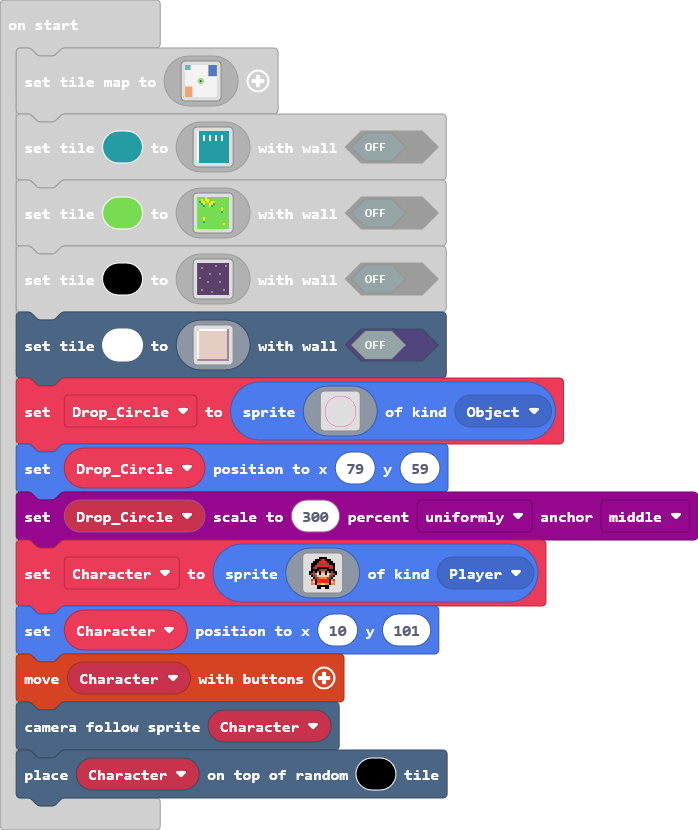 on start
set tile map to
set tile to with wall OFF
set tile to with wall OFF
set tile to with wall OFF
set tile to with wall OFF
set Drop_Circle to sprite of kind Object
set Drop_Circle position to x 79 y 59
set Drop_Circle scale to 300 percent uniformly anchor middle
set Character to sprite of kind Player
set Character position to x 10 y 101
move Character with buttons
camera follow sprite Character
place Character on top of random tile